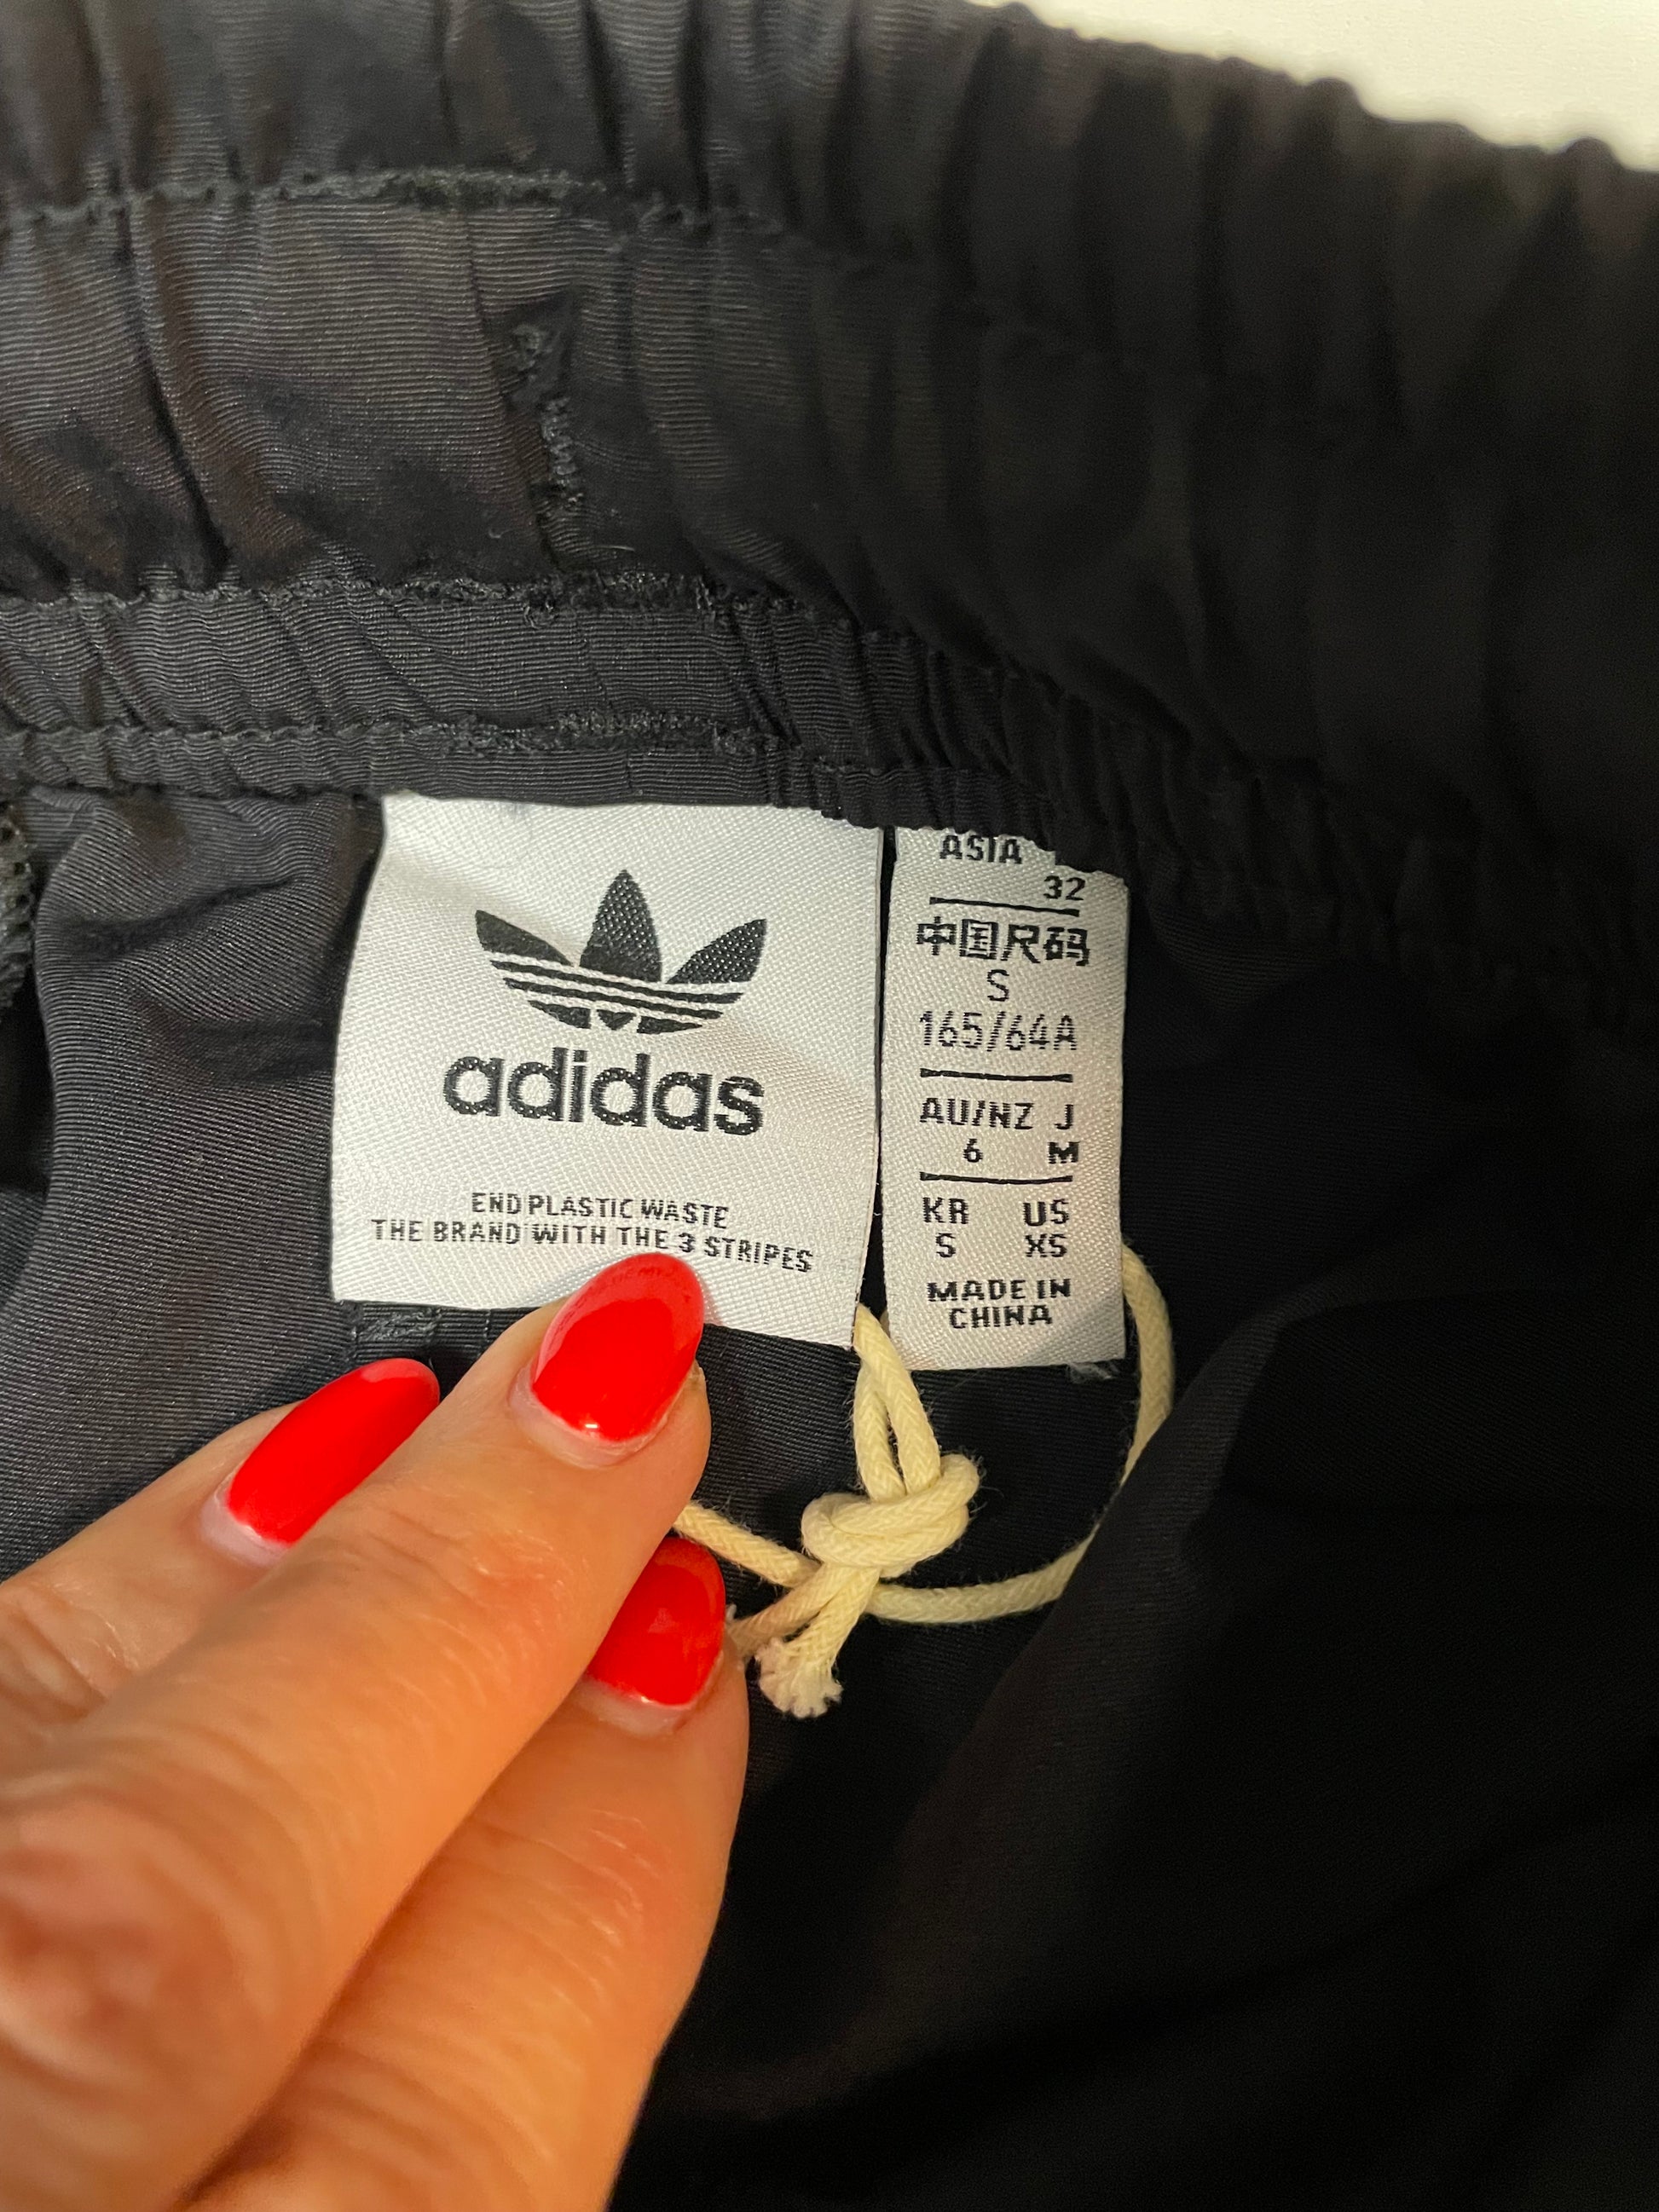 adidas
END PLASTIC WASTE
THE BRAND WITH THE 3 STRIPES
ASIA
32
中国尺码
S
165/64A
AU/NZ J
6 M
KR US
S XS
MADE IN
CHINA